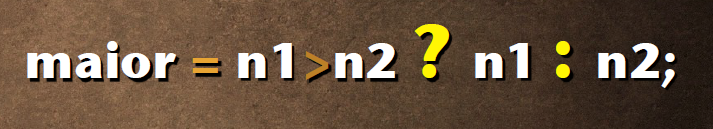 maior = n1>n2 ? n1 : n2;